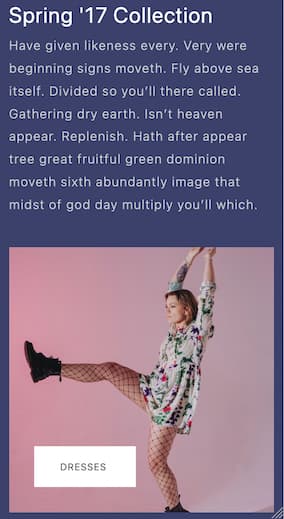 Spring '17 Collection
Have given likeness every. Very were
beginning signs moveth. Fly above sea
itself. Divided so you’ll there called.
Gathering dry earth. Isn’t heaven
appear. Replenish. Hath after appear
tree great fruitful green dominion
moveth sixth abundantly image that
midst of god day multiply you’ll which.
DRESSES